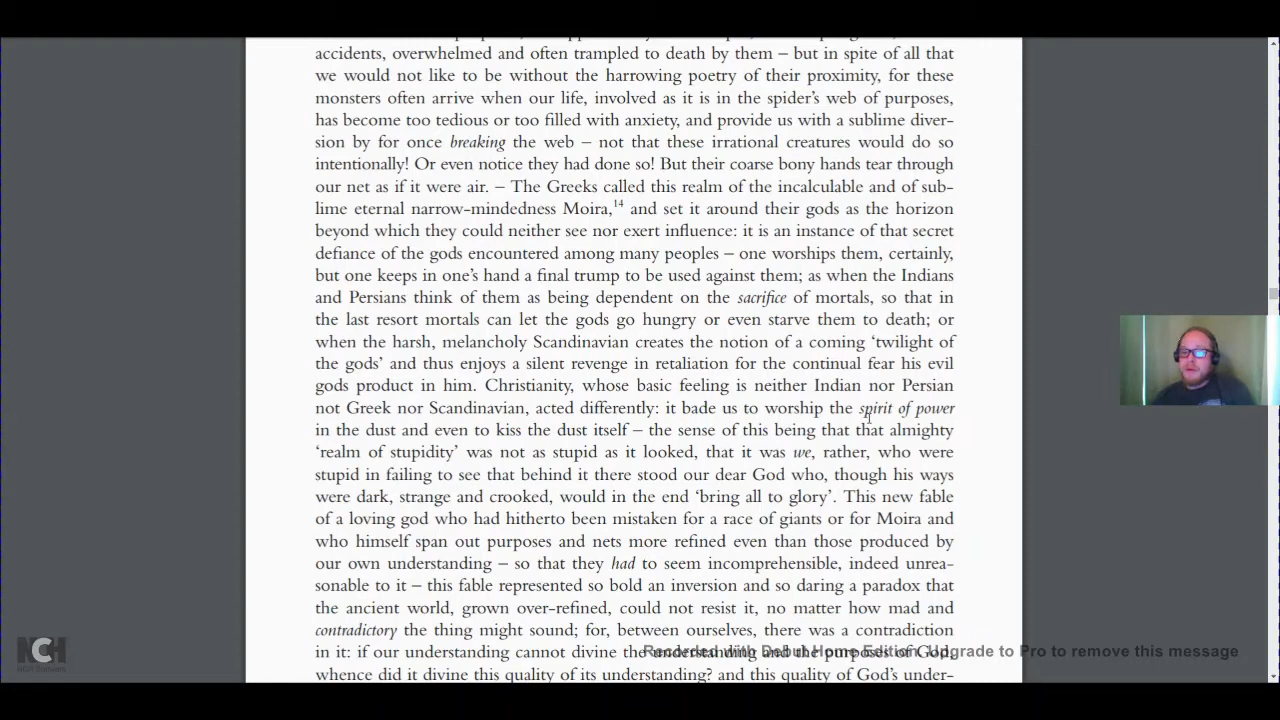 accidents, overwhelmed and often trampled to death by them – but in spite of all that
we would not like to be without the harrowing poetry of their proximity, for these
monsters often arrive when our life, involved as it is in the spider's web of purposes,
has become too tedious or too filled with anxiety, and provide us with a sublime diver-
sion by for once breaking the web – not that these irrational creatures would do so
intentionally! Or even notice they had done so! But their coarse bony hands tear through
our net as if it were air. – The Greeks called this realm of the incalculable and of sub-
lime eternal narrow-mindedness Moira,14 and set it around their gods as the horizon
beyond which they could neither see nor exert influence: it is an instance of that secret
defiance of the gods encountered among many peoples – one worships them, certainly,
but one keeps in one's hand a final trump to be used against them; as when the Indians
and Persians think of them as being dependent on the sacrifice of mortals, so that in
the last resort mortals can let the gods go hungry or even starve them to death; or
when the harsh, melancholy Scandinavian creates the notion of a coming 'twilight of
the gods' and thus enjoys a silent revenge in retaliation for the continual fear his evil
gods product in him. Christianity, whose basic feeling is neither Indian nor Persian
not Greek nor Scandinavian, acted differently: it bade us to worship the spirit of power
in the dust and even to kiss the dust itself – the sense of this being that that almighty
'realm of stupidity' was not as stupid as it looked, that it was we, rather, who were
stupid in failing to see that behind it there stood our dear God who, though his ways
were dark, strange and crooked, would in the end 'bring all to glory'. This new fable
of a loving god who had hitherto been mistaken for a race of giants or for Moira and
who himself span out purposes and nets more refined even than those produced by
our own understanding – so that they had to seem incomprehensible, indeed unrea-
sonable to it – this fable represented so bold an inversion and so daring a paradox that
the ancient world, grown over-refined, could not resist it, no matter how mad and
contradictory the thing might sound; for, between ourselves, there was a contradiction
in it: if our understanding cannot divine the understanding and the purposes of God,
whence did it divine this quality of its understanding? and this quality of God's under-
NCH
Recorded with Debut Home Edition. Upgrade to Pro to remove this message